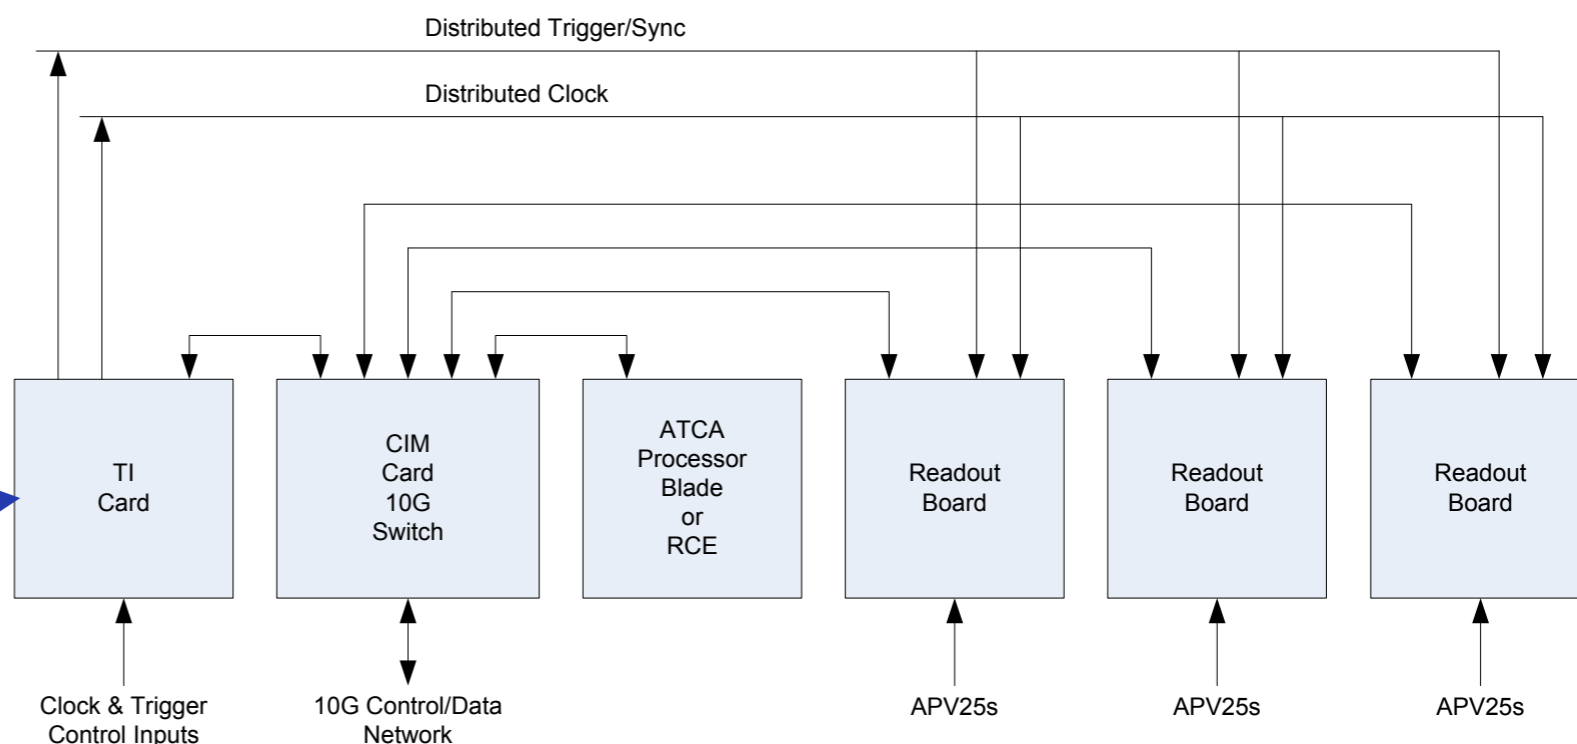 Distributed Trigger/Sync
Distributed Clock
TI
Card
CIM
Card
10G
Switch
ATCA
Processor
Blade
or
RCE
Readout
Board
Readout
Board
Readout
Board
Clock & Trigger
Control Inputs
10G Control/Data
Network
APV25s
APV25s
APV25s